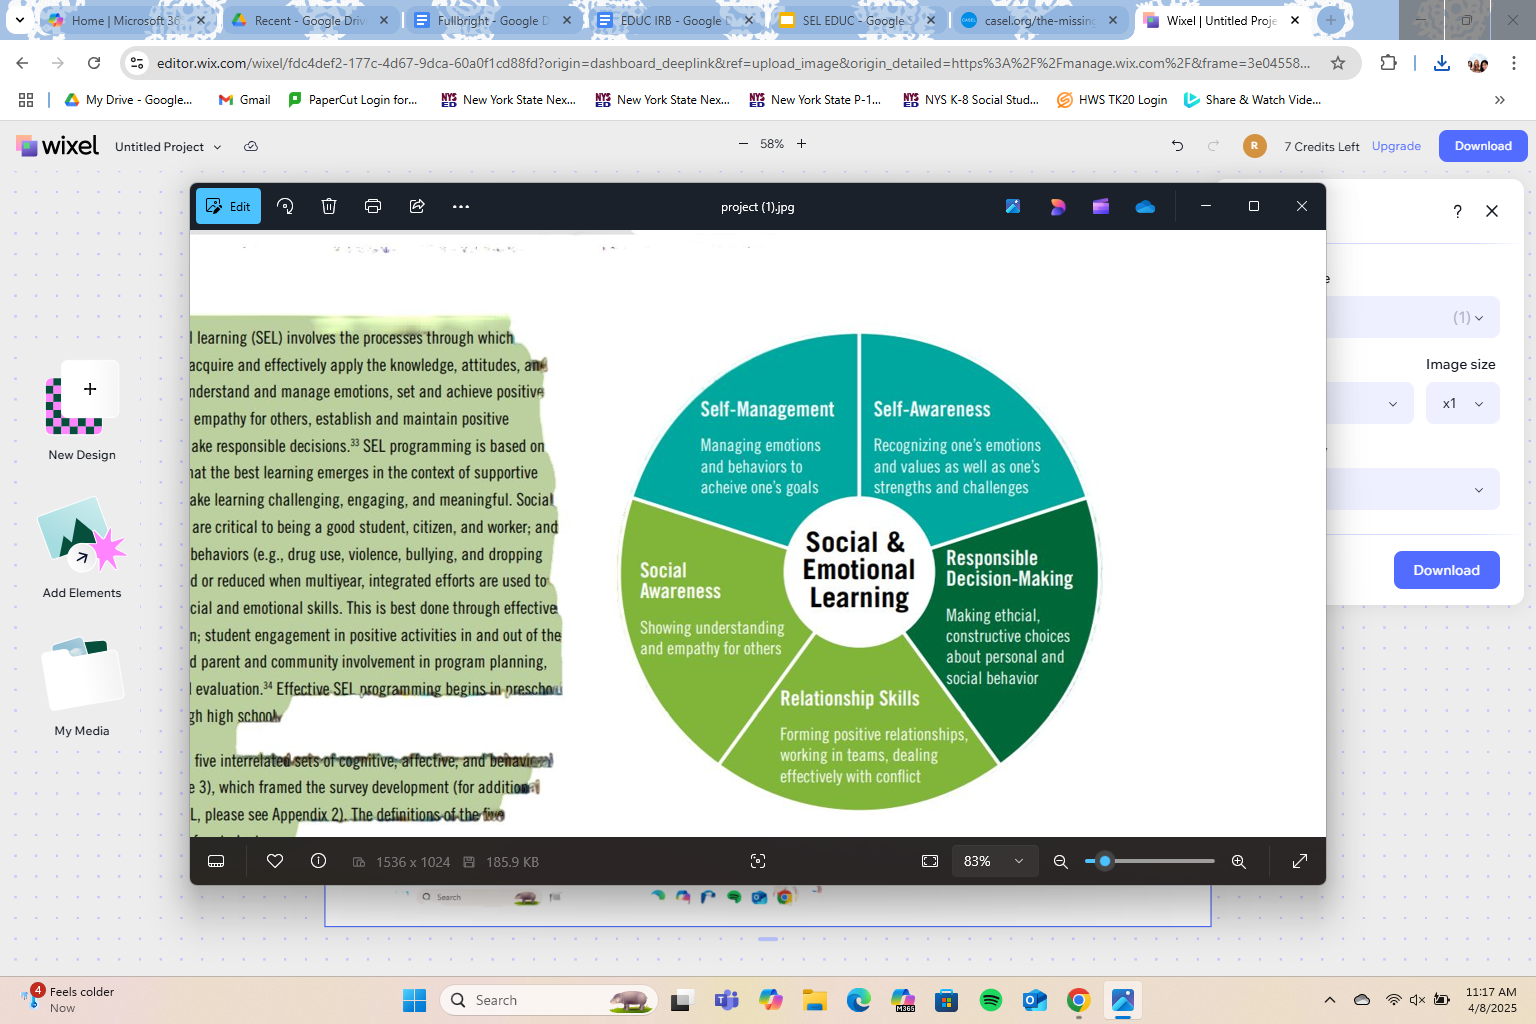 Home | Microsoft 36
Recent - Google Driv
Fullbright - Google D
EDUC IRB - Google D
SEL EDUC - Google
casel.org/the-missin
Wixel | Untitled Proje
editor.wix.com/wixel/fdc4def2-177c-4d67-9dca-60a0f1cd88fd?origin=dashboard_deeplink&ref=upload_image&origin_detailed=https%3A%2F%2Fmanage.wix.com%2F&frame=3e04558...
My Drive - Google...
Gmail
PaperCut Login for...
NYS ED New York State Nex...
NYS ED New York State Nex...
NYS ED New York State P-1...
NYS ED NYS K-8 Social Stud...
HWS TK20 Login
Share & Watch Vide...
wixel
Untitled Project
58%
R
7 Credits Left
Upgrade
Download
Edit
project (1).jpg
?
e
(1)
Image size
x1
Download
New Design
Add Elements
My Media
l learning (SEL) involves the processes through which
acquire and effectively apply the knowledge, attitudes, and
nderstand and manage emotions, set and achieve positive
empathy for others, establish and maintain positive
ake responsible decisions.³³ SEL programming is based on
hat the best learning emerges in the context of supportive
ake learning challenging, engaging, and meaningful. Social
are critical to being a good student, citizen, and worker; and
behaviors (e.g., drug use, violence, bullying, and dropping
d or reduced when multiyear, integrated efforts are used to
cial and emotional skills. This is best done through effective
n; student engagement in positive activities in and out of the
d parent and community involvement in program planning,
l evaluation.³⁴ Effective SEL programming begins in preschoo
gh high school.
five interrelated sets of cognitive, affective, and behavioral
e 3), which framed the survey development (for additional
L, please see Appendix 2). The definitions of the five
Self-Management
Managing emotions
and behaviors to
acheive one's goals
Self-Awareness
Recognizing one's emotions
and values as well as one's
strengths and challenges
Social &
Emotional
Learning
Social
Awareness
Showing understanding
and empathy for others
Responsible
Decision-Making
Making ethcial,
constructive choices
about personal and
social behavior
Relationship Skills
Forming positive relationships,
working in teams, dealing
effectively with conflict
1536 x 1024
185.9 KB
83%
Search
4
Feels colder
Now
Search
M365
11:17 AM
4/8/2025